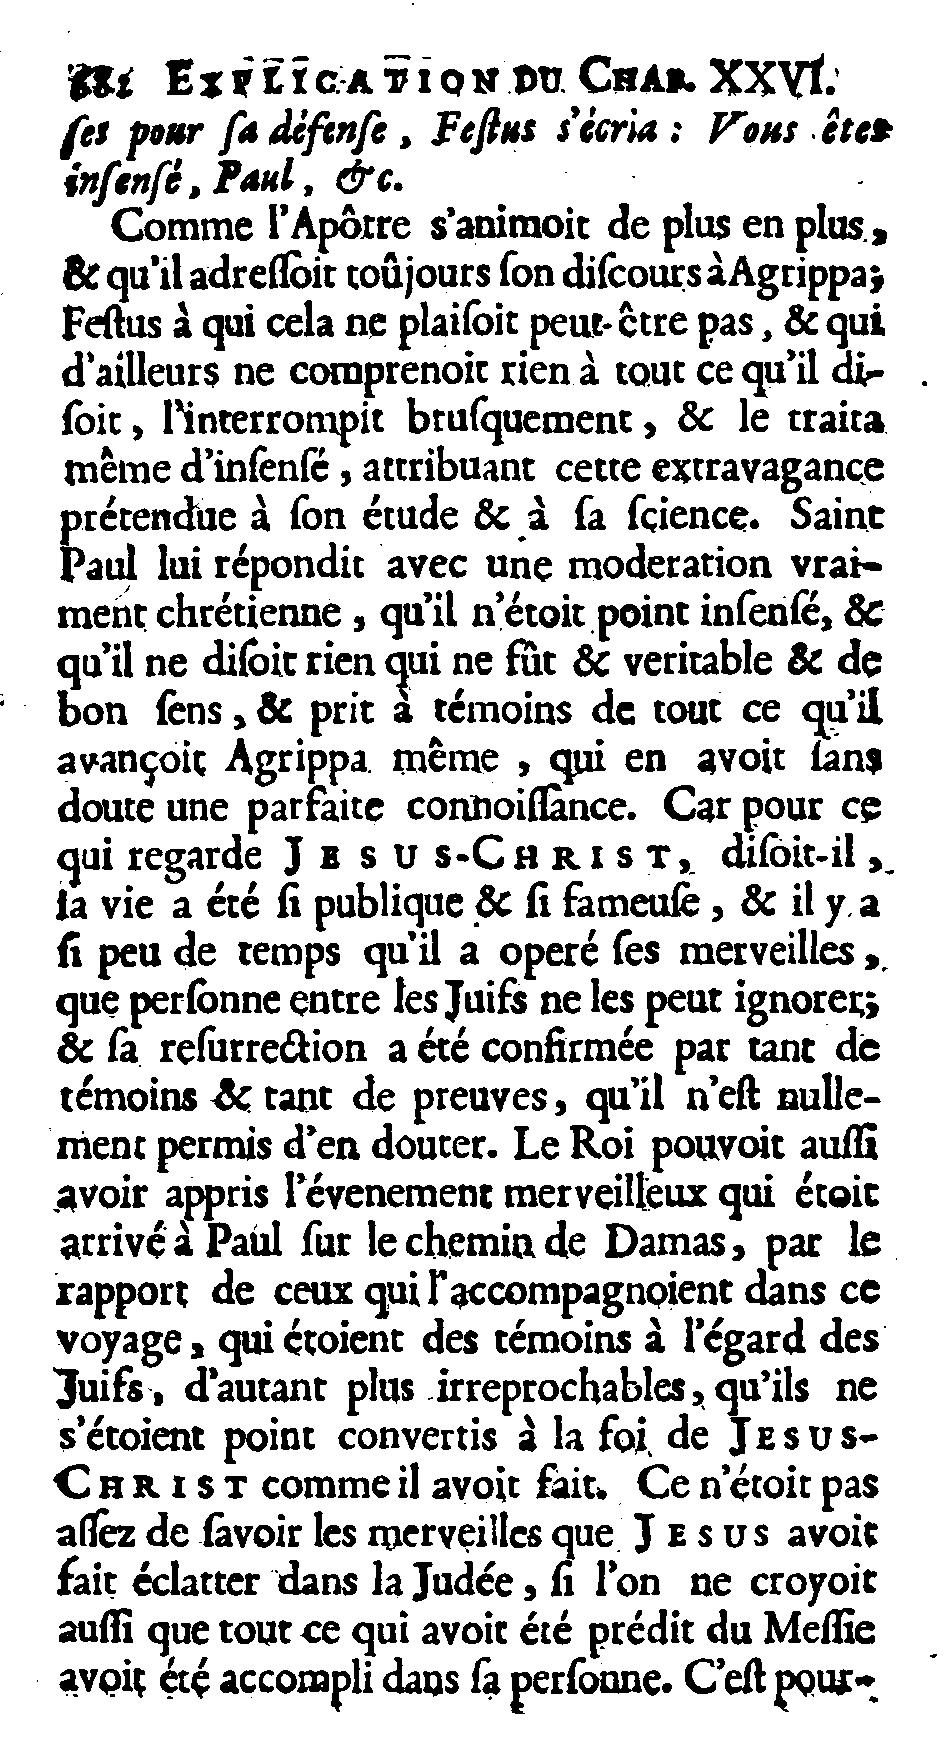 EXPLICATION DU CHAP. XXVI.
ſes pour ſa défenſe, Feſtus s'écria : Vous êtes
inſenſé, Paul, &c.
Comme l'Apôtre s'animoit de plus en plus,
& qu'il adreſſoit toûjours ſon diſcours à Agrippa;
Feſtus à qui cela ne plaiſoit peut-être pas, & qui
d'ailleurs ne comprenoit rien à tout ce qu'il di-
ſoit, l'interrompit bruſquement, & le traita
même d'inſenſé, attribuant cette extravagance
prétendue à ſon étude & à ſa ſcience. Saint
Paul lui répondit avec une moderation vrai-
ment chrétienne, qu'il n'étoit point inſenſé, &
qu'il ne diſoit rien qui ne fût & veritable & de
bon ſens, & prit à témoins de tout ce qu'il
avançoit Agrippa même, qui en avoit ſans
doute une parfaite connoiſſance. Car pour ce
qui regarde JESUS-CHRIST, diſoit-il,
ſa vie a été ſi publique & ſi fameuſe, & il y a
ſi peu de temps qu'il a operé ſes merveilles,
que perſonne entre les Juifs ne les peut ignorer;
& ſa reſurrection a été confirmée par tant de
témoins & tant de preuves, qu'il n'eſt nulle-
ment permis d'en douter. Le Roi pouvoit auſſi
avoir appris l'évenement merveilleux qui étoit
arrivé à Paul ſur le chemin de Damas, par le
rapport de ceux qui l'accompagnoient dans ce
voyage, qui étoient des témoins à l'égard des
Juifs, d'autant plus irreprochables, qu'ils ne
s'étoient point convertis à la foi de JESUS-
CHRIST comme il avoit fait. Ce n'étoit pas
aſſez de ſavoir les merveilles que JESUS avoit
fait éclatter dans la Judée, ſi l'on ne croyoit
auſſi que tout ce qui avoit été prédit du Meſſie
avoit été accompli dans ſa perſonne. C'eſt pour-